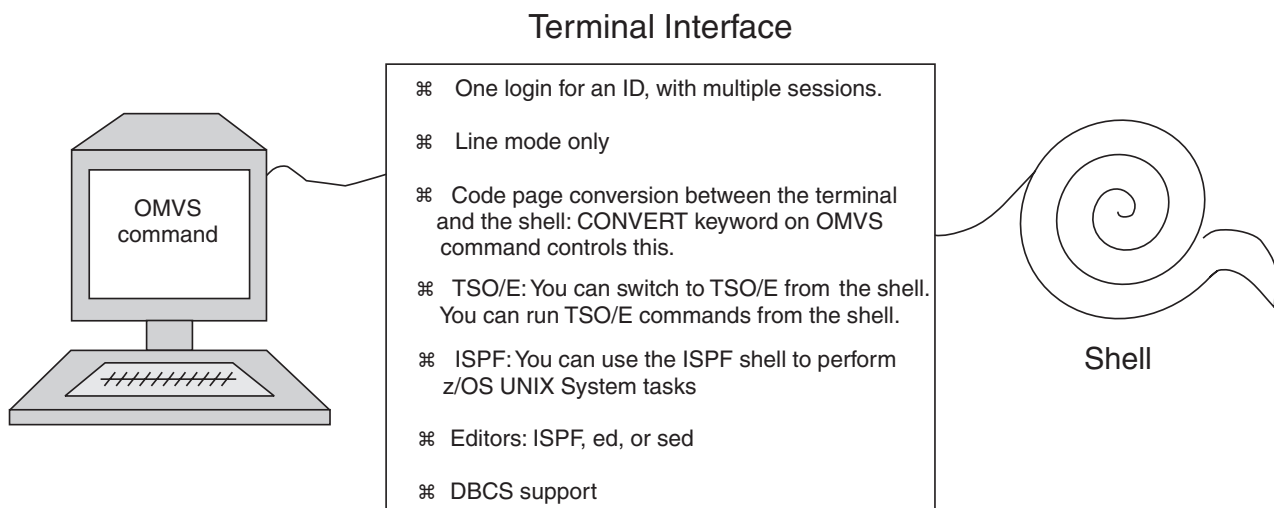 Terminal Interface
OMVS
command
⌘ One login for an ID, with multiple sessions.
⌘ Line mode only
⌘ Code page conversion between the terminal
and the shell: CONVERT keyword on OMVS
command controls this.
⌘ TSO/E: You can switch to TSO/E from the shell.
You can run TSO/E commands from the shell.
⌘ ISPF: You can use the ISPF shell to perform
z/OS UNIX System tasks
⌘ Editors: ISPF, ed, or sed
⌘ DBCS support
Shell